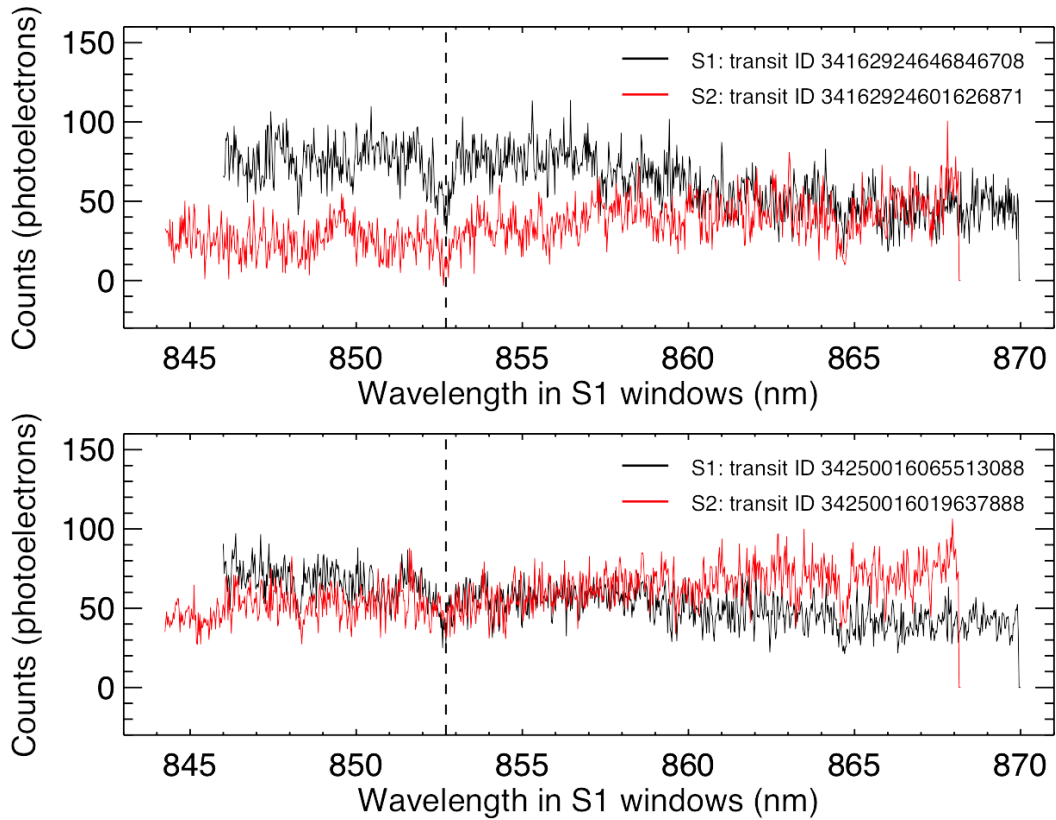 150
100
50
0
Counts (photoelectrons)
S1: transit ID 34162924646846708
S2: transit ID 34162924601626871
845 850 855 860 865 870
Wavelength in S1 windows (nm)
150
100
50
0
Counts (photoelectrons)
S1: transit ID 34250016065513088
S2: transit ID 34250016019637888
845 850 855 860 865 870
Wavelength in S1 windows (nm)